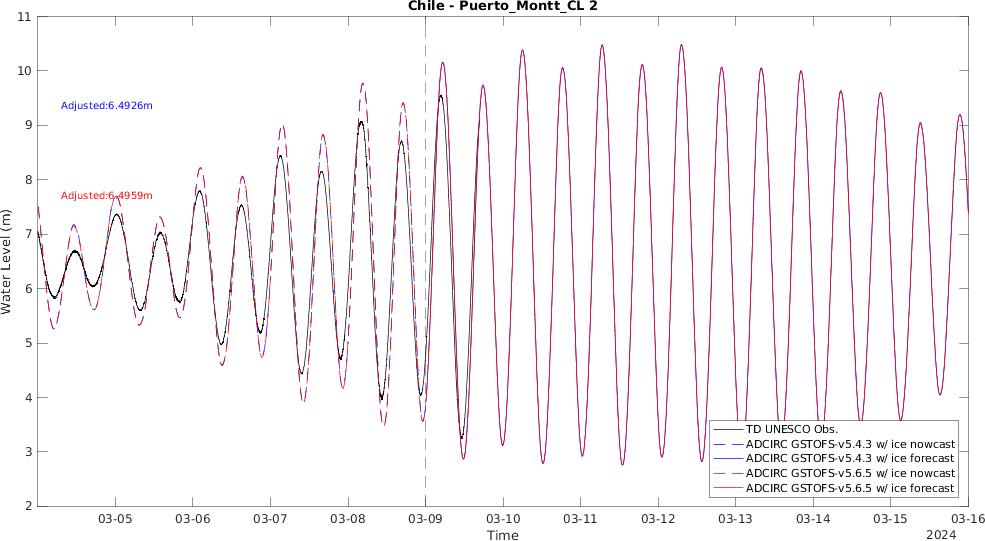 Chile - Puerto_Montt_CL 2
11
10
9
8
7
6
5
4
3
2
Water Level (m)
Adjusted:6.4926m
Adjusted:6.4959m
TD UNESCO Obs.
ADCIRC GSTOFS-v5.4.3 w/ ice nowcast
ADCIRC GSTOFS-v5.4.3 w/ ice forecast
ADCIRC GSTOFS-v5.6.5 w/ ice nowcast
ADCIRC GSTOFS-v5.6.5 w/ ice forecast
03-05 03-06 03-07 03-08 03-09 03-10 03-11 03-12 03-13 03-14 03-15 03-16
Time
2024